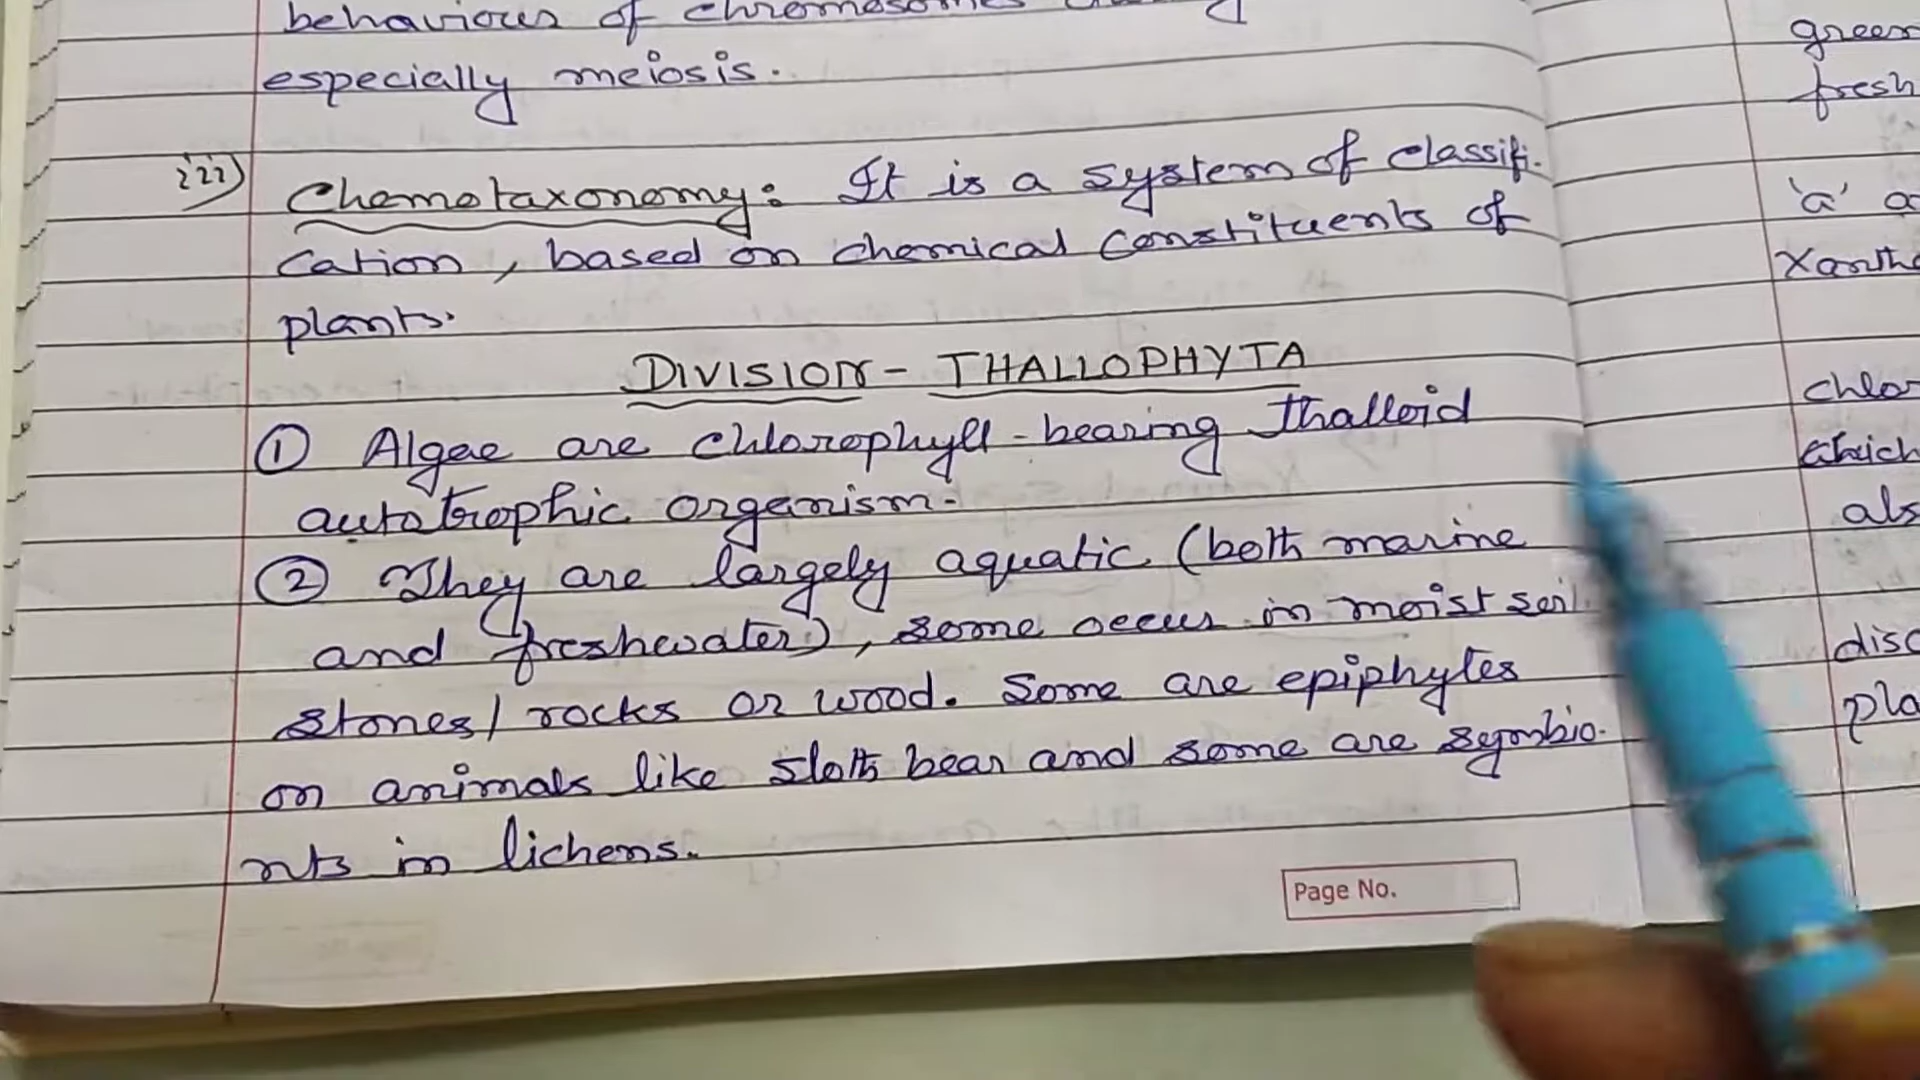 behaviour of chromosomes
especially meiosis.
iii) Chemotaxonomy: It is a system of classifi-
cation, based on chemical constituents of
plants.
DIVISION - THALLOPHYTA
① Algae are chlorophyll-bearing thalloid
autotrophic organism.
② They are largely aquatic (both marine
and freshwater), some occur in moist soil
stones/ rocks or wood. Some are epiphytes
on animals like sloth bear and some are symbio-
nts in lichens.
Page No.
green
fresh
'a'
chlor
which
als
disc
pla